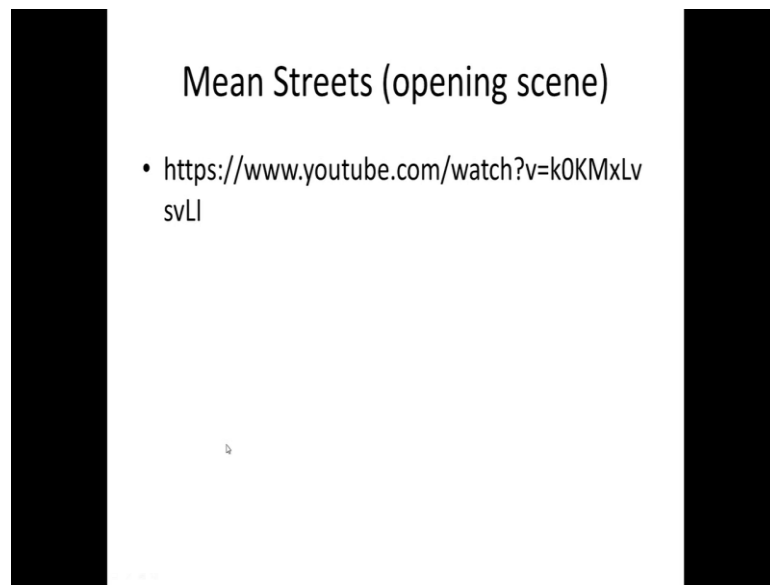 Mean Streets (opening scene)
• https://www.youtube.com/watch?v=k0KMxLv
svLI